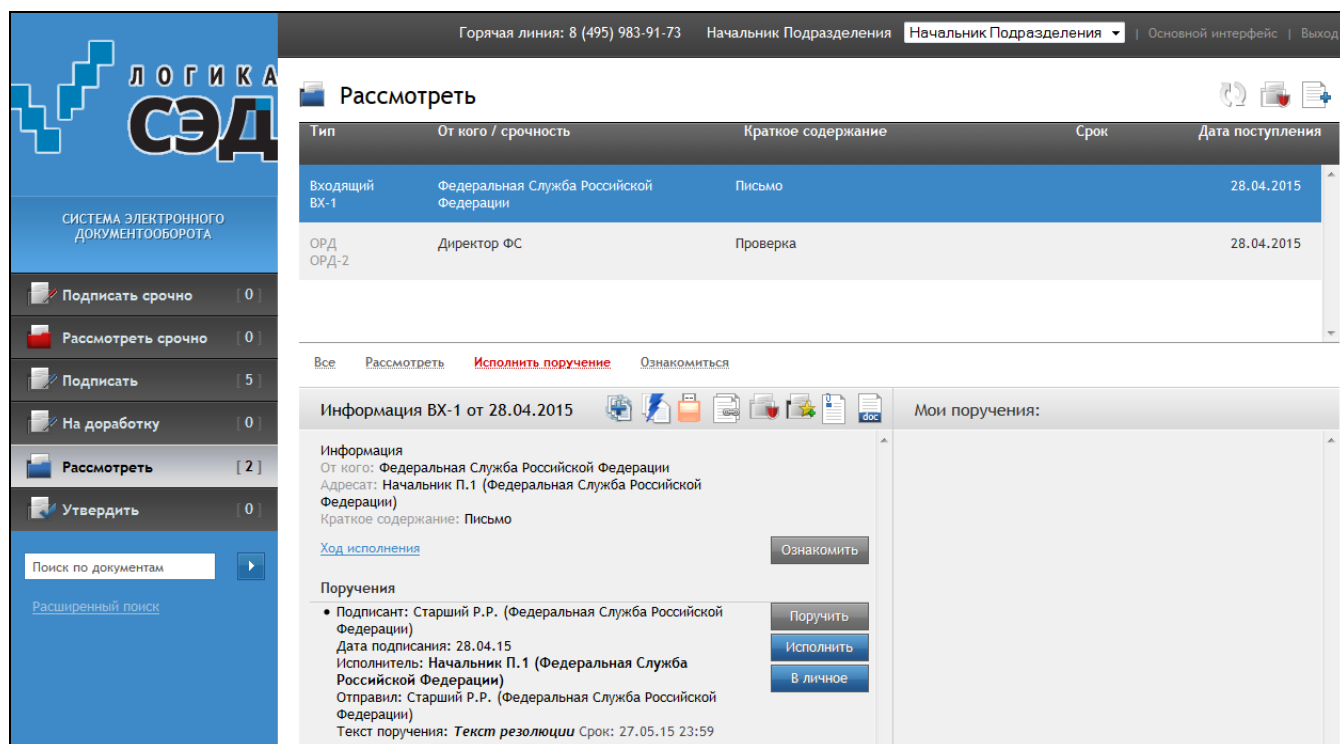 Горячая линия: 8 (495) 983-91-73 Начальник Подразделения Начальник Подразделения | Основной интерфейс | Выход
ЛОГИКА
СЭД
СИСТЕМА ЭЛЕКТРОННОГО
ДОКУМЕНТООБОРОТА
Подписать срочно [ 0 ]
Рассмотреть срочно [ 0 ]
Подписать [ 5 ]
На доработку [ 0 ]
Рассмотреть [ 2 ]
Утвердить [ 0 ]
Поиск по документам
Расширенный поиск
Рассмотреть
Тип От кого / срочность Краткое содержание Срок Дата поступления
Входящий Федеральная Служба Российской Письмо 28.04.2015
ВХ-1 Федерации
ОРД Директор ФС Проверка 28.04.2015
ОРД-2
Все Рассмотреть Исполнить поручение Ознакомиться
Информация ВХ-1 от 28.04.2015 doc Мои поручения:
Информация
От кого: Федеральная Служба Российской Федерации
Адресат: Начальник П.1 (Федеральная Служба Российской
Федерации)
Краткое содержание: Письмо
Ход исполнения Ознакомить
Поручения
• Подписант: Старший Р.Р. (Федеральная Служба Российской Поручить
Федерации)
Дата подписания: 28.04.15 Исполнить
Исполнитель: Начальник П.1 (Федеральная Служба
Российской Федерации) В личное
Отправил: Старший Р.Р. (Федеральная Служба Российской
Федерации)
Текст поручения: Текст резолюции Срок: 27.05.15 23:59